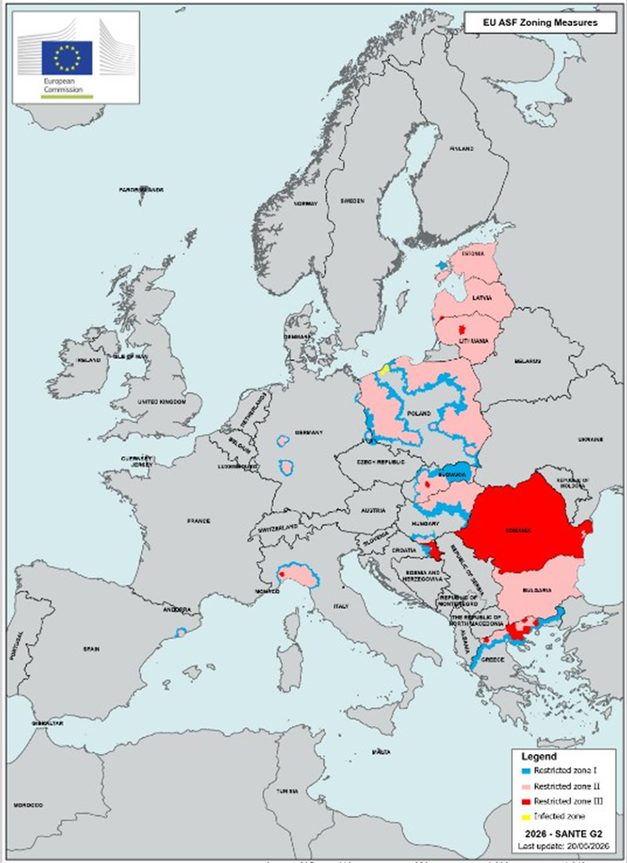 EU ASF Zoning Measures
European
Commission
FINLAND
NORWAY
SWEDEN
ESTONIA
LATVIA
LITHUANIA
DENMARK
IRELAND
ISLE OF MAN
BELARUS
UNITED KINGDOM
NETHERLANDS
POLAND
GERMANY
BELGIUM
UKRAINE
GUERNSEY
JERSEY
LUXEMBOURG
CZECH REPUBLIC
SLOVAKIA
REPUBLIC OF
MOLDOVA
AUSTRIA
FRANCE
SWITZERLAND
HUNGARY
ROMANIA
SLOVENIA
CROATIA
BOSNIA AND
HERZEGOVINA
REPUBLIC OF SERBIA
MONACO
BULGARIA
ITALY
REPUBLIC OF
MONTENEGRO
ANDORRA
THE REPUBLIC OF
NORTH MACEDONIA
ALBANIA
PORTUGAL
SPAIN
GREECE
GIBRALTAR
MALTA
TUNISIA
MOROCCO
Legend
Restricted zone I
Restricted zone II
Restricted zone III
Infected zone
2026 - SANTE G2
Last update: 20/05/2026